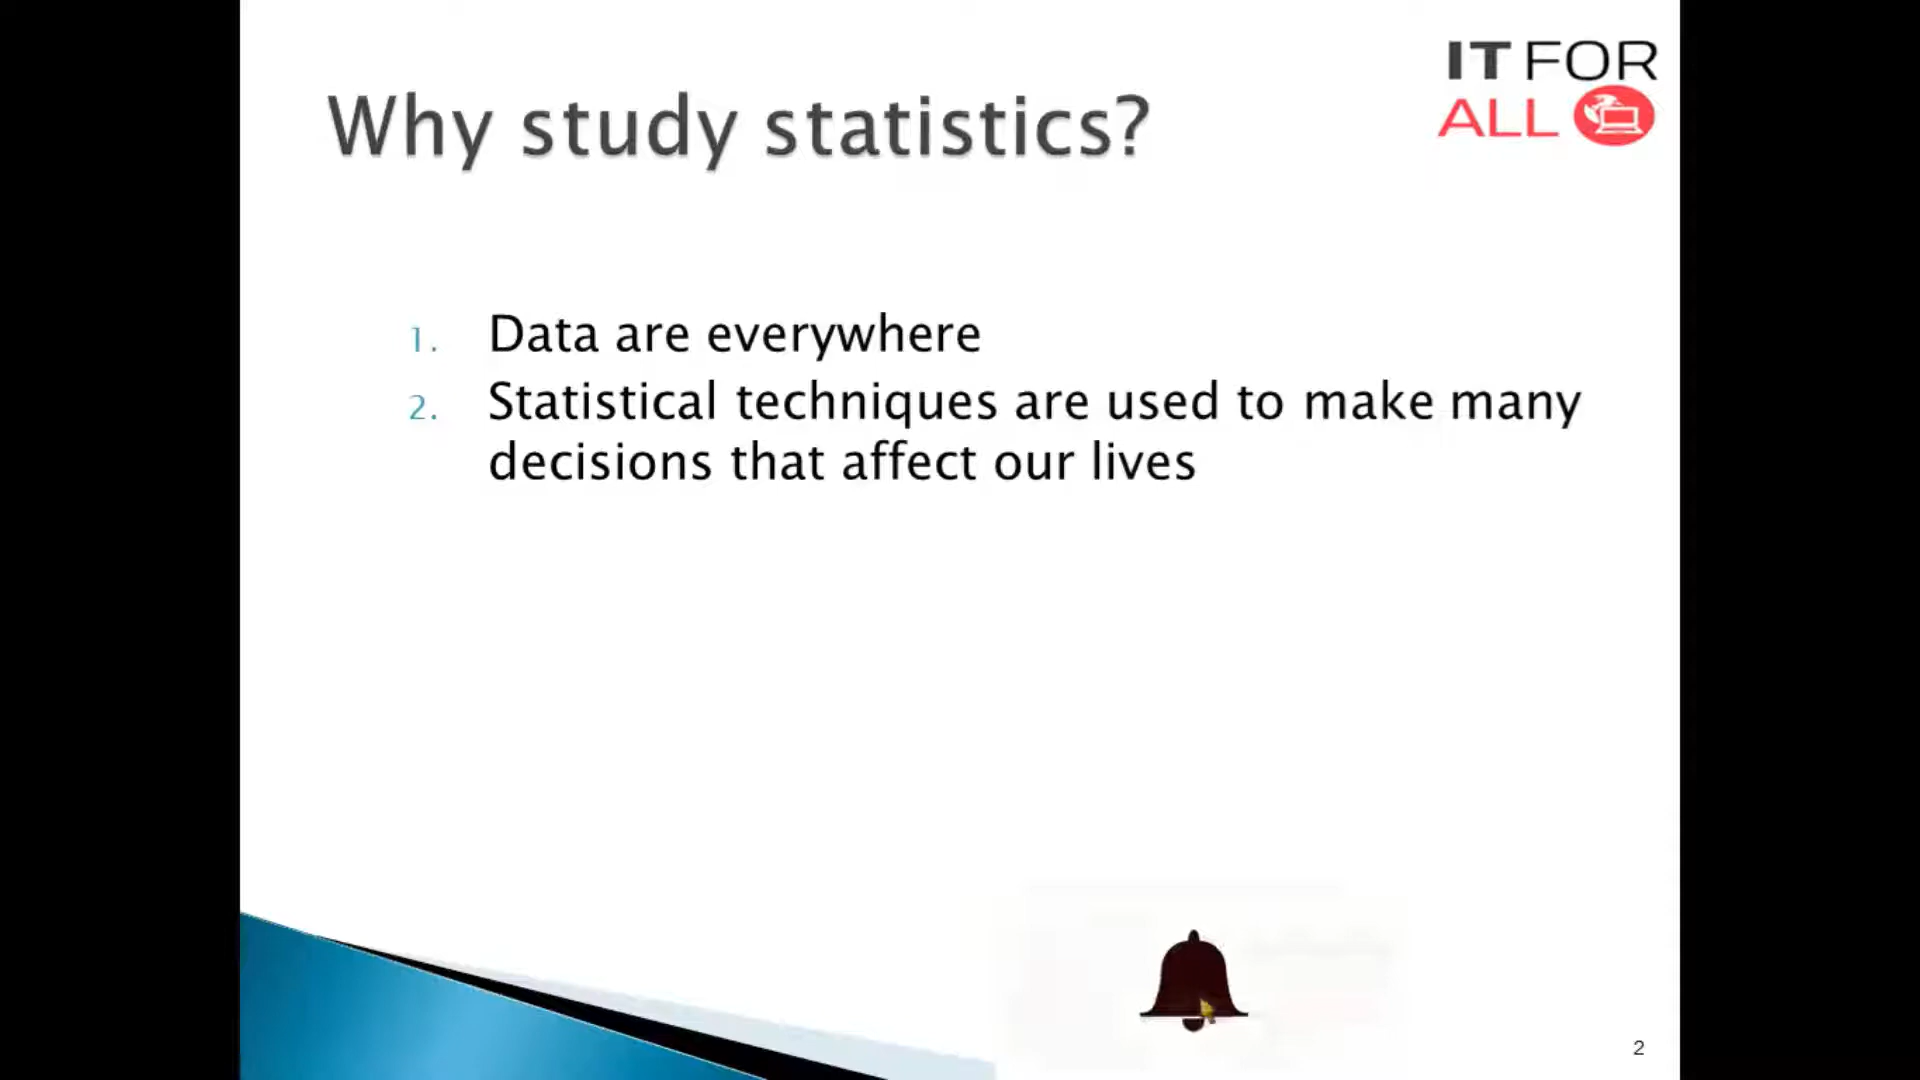 IT FOR
ALL
Why study statistics?
1. Data are everywhere
2. Statistical techniques are used to make many
decisions that affect our lives
2